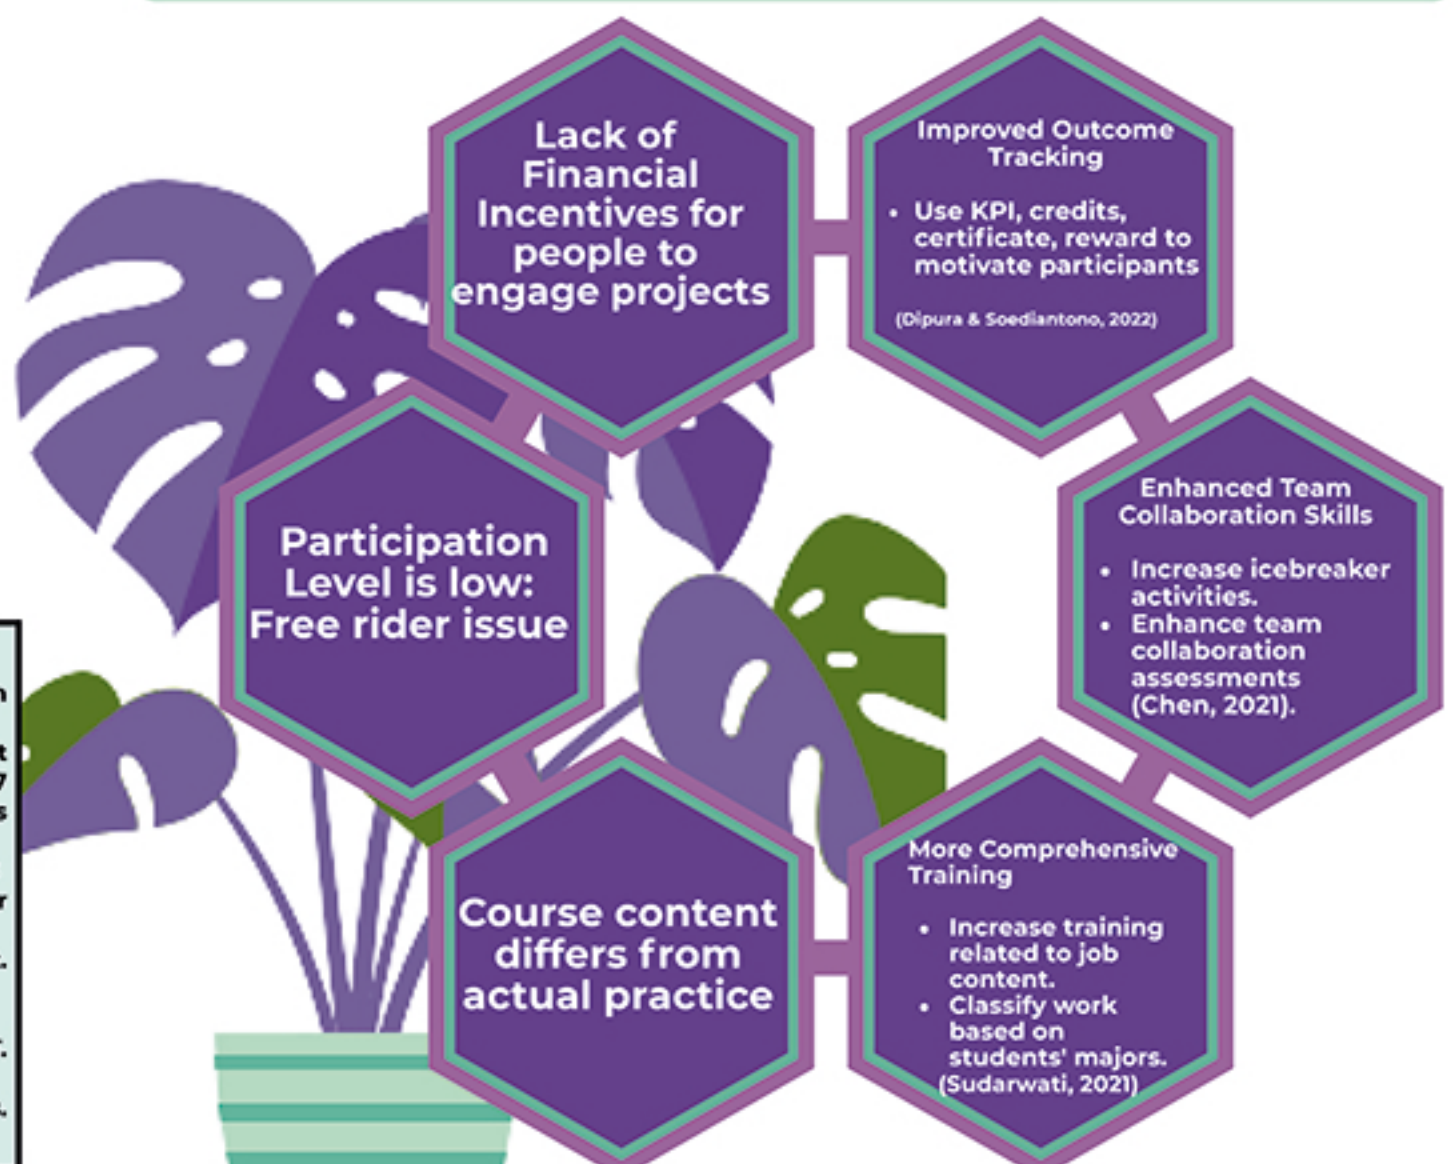 Lack of
Financial
Incentives for
people to
engage projects
Improved Outcome
Tracking
• Use KPI, credits,
certificate, reward to
motivate participants
(Dipura & Soediantono, 2022)
Participation
Level is low:
Free rider issue
Enhanced Team
Collaboration Skills
• Increase icebreaker
activities.
• Enhance team
collaboration
assessments
(Chen, 2021).
Course content
differs from
actual practice
More Comprehensive
Training
• Increase training
related to job
content.
• Classify work
based on
students' majors.
(Sudarwati, 2021)